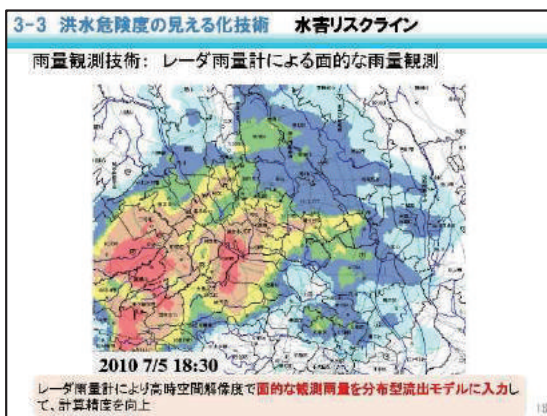 3-3 洪水危険度の見える化技術 水害リスクライン
雨量観測技術: レーダ雨量計による面的な雨量観測
2010 7/5 18:30
レーダ雨量計により高時空間解像度で面的な観測雨量を分布型流出モデルに入力し
て、計算精度を向上